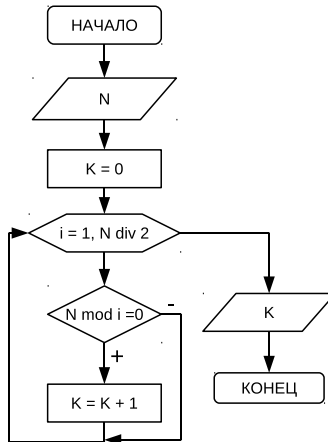 НАЧАЛО
N
K = 0
i = 1, N div 2
N mod i =0
-
+
K = K + 1
K
КОНЕЦ